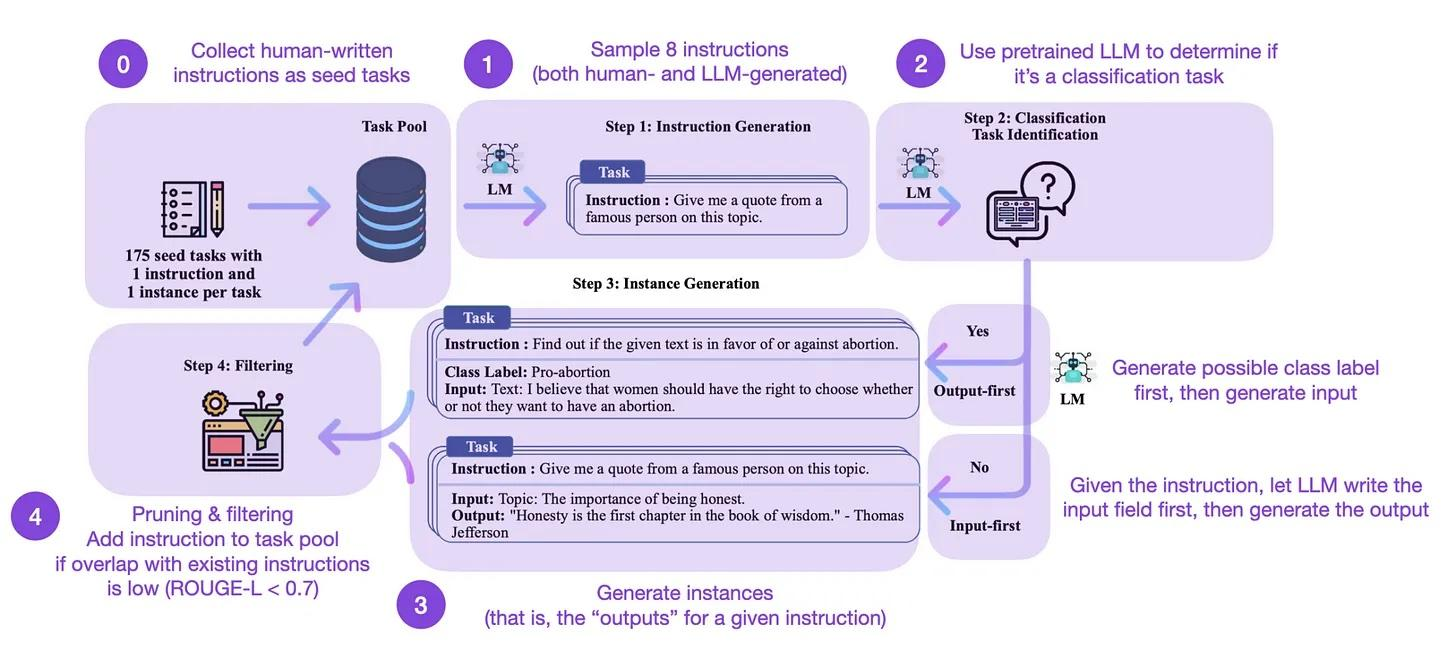 0
Collect human-written
instructions as seed tasks
1
Sample 8 instructions
(both human- and LLM-generated)
2
Use pretrained LLM to determine if
it's a classification task
Task Pool
175 seed tasks with
1 instruction and
1 instance per task
Step 1: Instruction Generation
LM
Task
Instruction : Give me a quote from a
famous person on this topic.
Step 2: Classification
Task Identification
LM
Step 3: Instance Generation
Task
Instruction : Find out if the given text is in favor of or against abortion.
Class Label: Pro-abortion
Input: Text: I believe that women should have the right to choose whether
or not they want to have an abortion.
Yes
Output-first
LM
Generate possible class label
first, then generate input
Task
Instruction : Give me a quote from a famous person on this topic.
Input: Topic: The importance of being honest.
Output: "Honesty is the first chapter in the book of wisdom." - Thomas
Jefferson
No
Input-first
Given the instruction, let LLM write the
input field first, then generate the output
Step 4: Filtering
4
Pruning & filtering
Add instruction to task pool
if overlap with existing instructions
is low (ROUGE-L < 0.7)
3
Generate instances
(that is, the “outputs” for a given instruction)